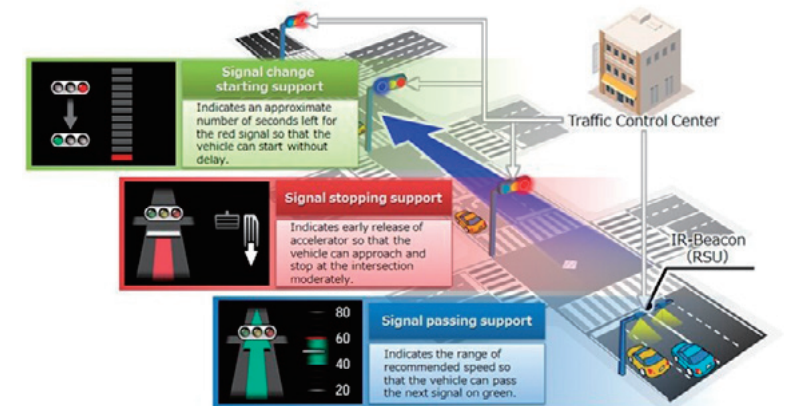 Signal change
starting support
Indicates an approximate
number of seconds left for
the red signal so that the
vehicle can start without
delay.
Traffic Control Center
Signal stopping support
Indicates early release of
accelerator so that the
vehicle can approach and
stop at the intersection
moderately.
IR-Beacon
(RSU)
80
60
40
20
Signal passing support
Indicates the range of
recommended speed so
that the vehicle can pass
the next signal on green.